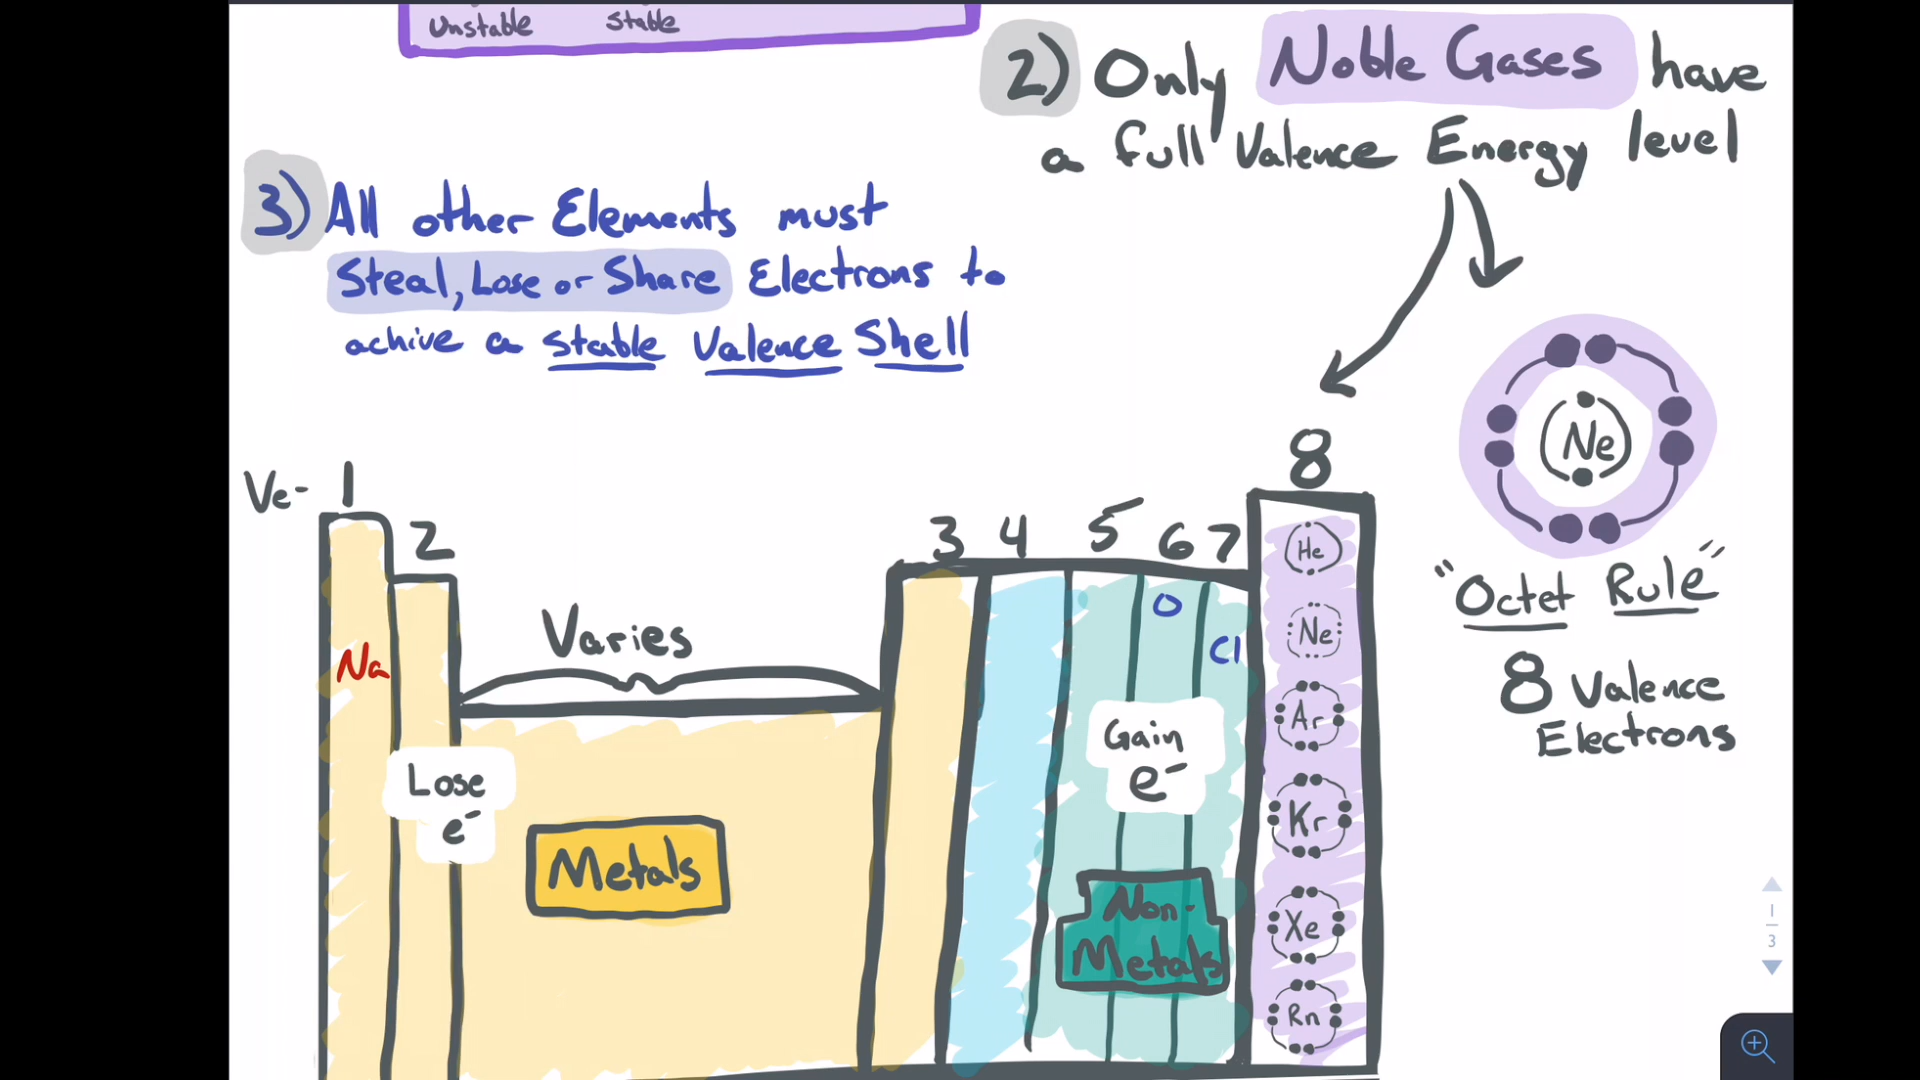 Unstable Stable
2) Only Noble Gases have
a full Valence Energy level
3) All other Elements must
Steal, Lose or Share Electrons to
achive a stable Valence Shell
Ne
"Octet Rule"
8 Valence
Electrons
Ve- 1
2
Varies
3 4 5 6 7
8
Na
O
Cl
He
Ne
Ar
Kr
Xe
Rn
Lose
e-
Metals
Gain
e-
Non-
Metals
1
3